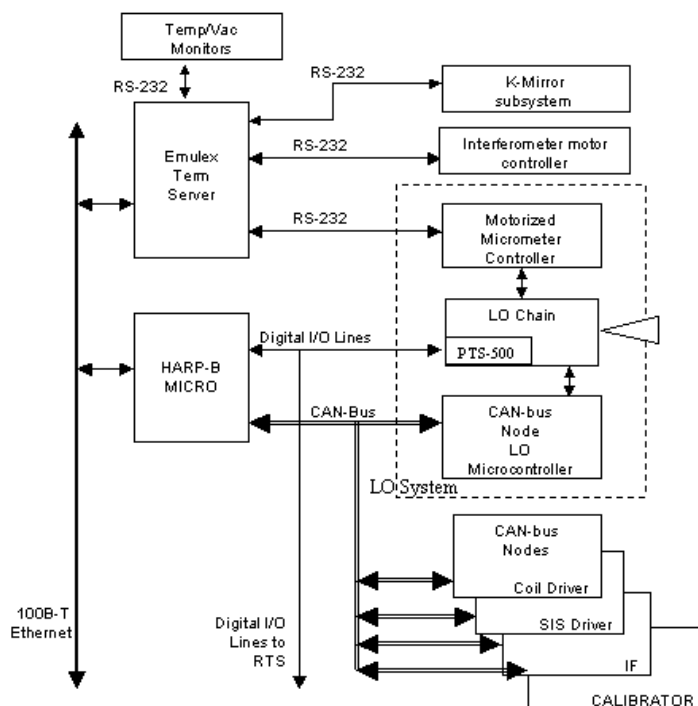 Temp/Vac
Monitors
RS-232
RS-232
K-Mirror
subsystem
Emulex
Term
Server
RS-232
Interferometer motor
controller
RS-232
Motorized
Micrometer
Controller
LO Chain
PTS-500
Digital I/O Lines
HARP-B
MICRO
CAN-Bus
CAN-bus
Node
LO
Microcontroller
LO System
CAN-bus
Nodes
Coil Driver
SIS Driver
IF
CALIBRATOR
100B-T
Ethernet
Digital I/O
Lines to
RTS